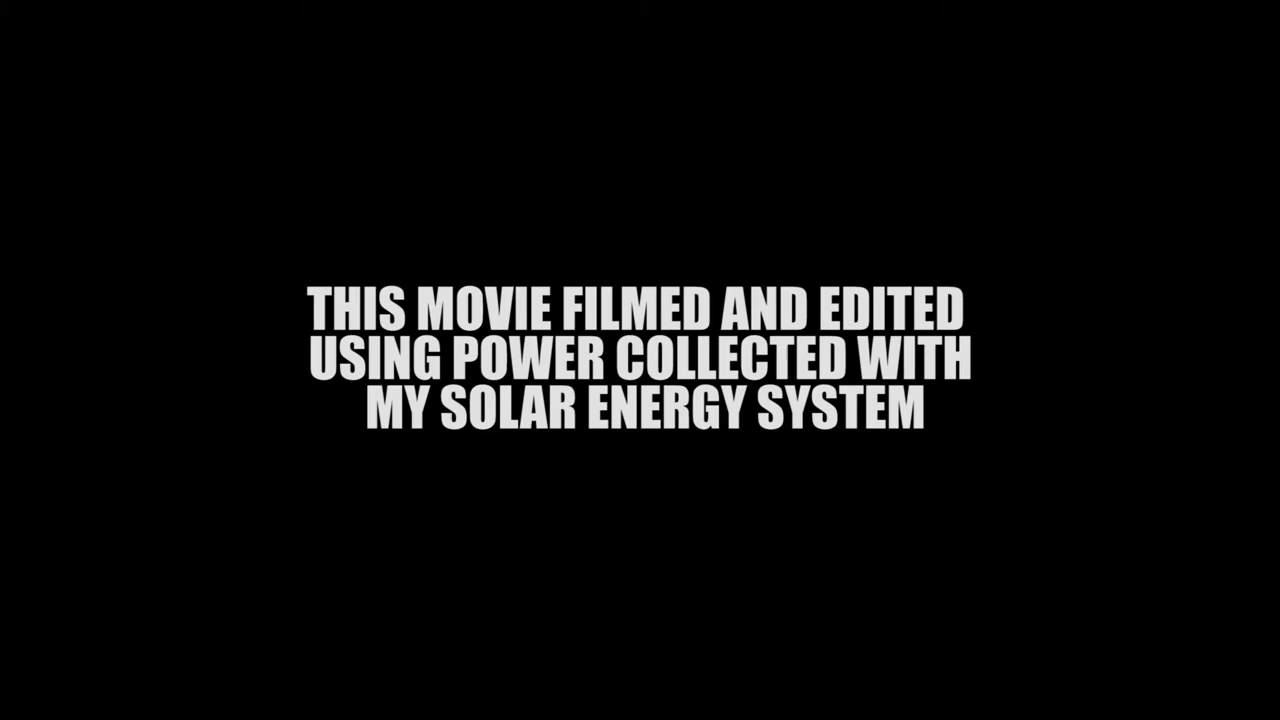 THIS MOVIE FILMED AND EDITED
USING POWER COLLECTED WITH
MY SOLAR ENERGY SYSTEM